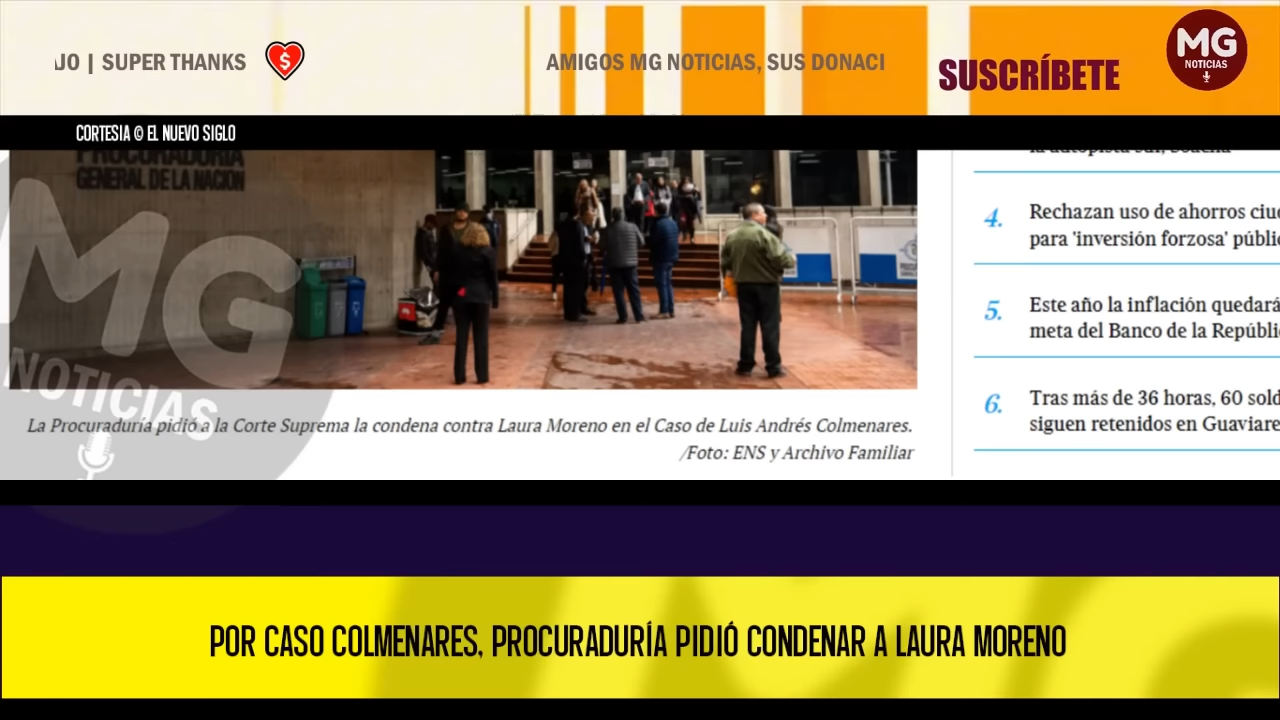 JO | SUPER THANKS
AMIGOS MG NOTICIAS, SUS DONACI
SUSCRÍBETE
MG
NOTICIAS
CORTESIA © EL NUEVO SIGLO
PROCURADURIA
GENERAL DE LA NACION
4. Rechazan uso de ahorros ciu
para 'inversión forzosa' públic
5. Este año la inflación quedará
meta del Banco de la Repúbli
6. Tras más de 36 horas, 60 sold
siguen retenidos en Guaviare
MG
NOTICIAS
La Procuraduría pidió a la Corte Suprema la condena contra Laura Moreno en el Caso de Luis Andrés Colmenares.
/Foto: ENS y Archivo Familiar
POR CASO COLMENARES, PROCURADURÍA PIDIÓ CONDENAR A LAURA MORENO